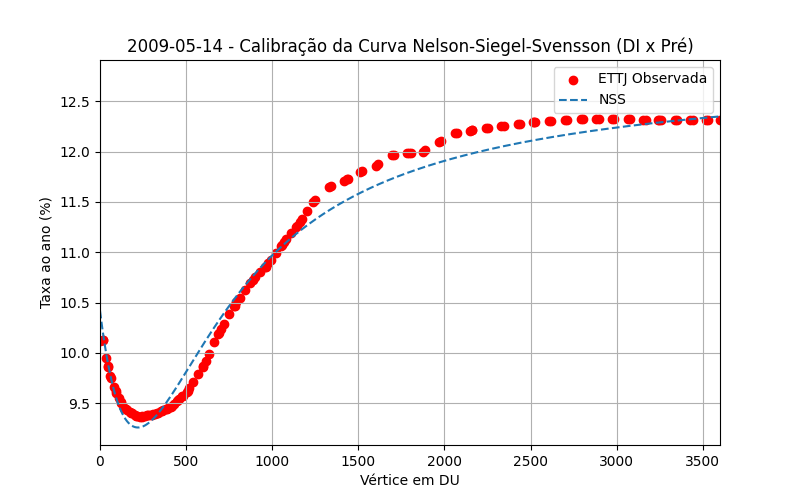 2009-05-14 - Calibração da Curva Nelson-Siegel-Svensson (DI x Pré)
ETTJ Observada
NSS
Taxa ao ano (%)
12.5
12.0
11.5
11.0
10.5
10.0
9.5
0 500 1000 1500 2000 2500 3000 3500
Vértice em DU